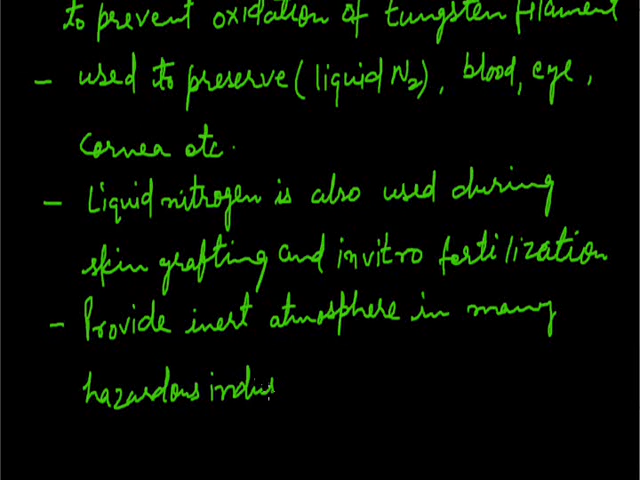 to prevent oxidation of tungsten filament
- used to preserve (liquid N₂), blood, eye,
cornea etc.
- Liquid nitrogen is also used during
skin grafting and invitro fertilization
- Provide inert atmosphere in many
hazardous indus